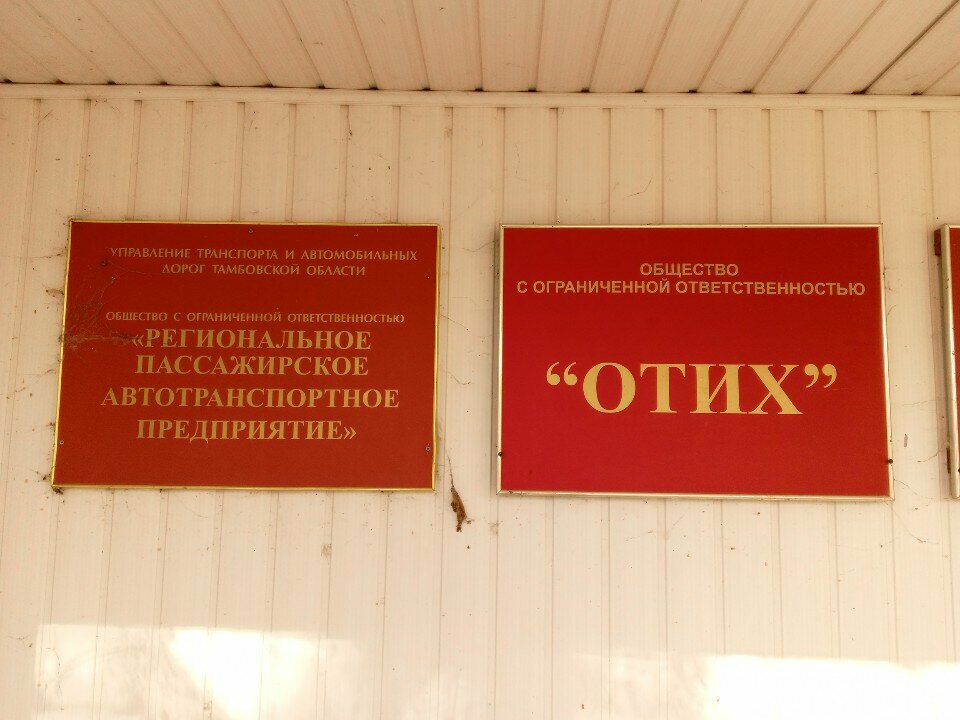 УПРАВЛЕНИЕ ТРАНСПОРТА И АВТОМОБИЛЬНЫХ
ДОРОГ ТАМБОВСКОЙ ОБЛАСТИ
ОБЩЕСТВО С ОГРАНИЧЕННОЙ ОТВЕТСТВЕННОСТЬЮ
«РЕГИОНАЛЬНОЕ
ПАССАЖИРСКОЕ
АВТОТРАНСПОРТНОЕ
ПРЕДПРИЯТИЕ»
ОБЩЕСТВО
С ОГРАНИЧЕННОЙ ОТВЕТСТВЕННОСТЬЮ
“ОТИХ”